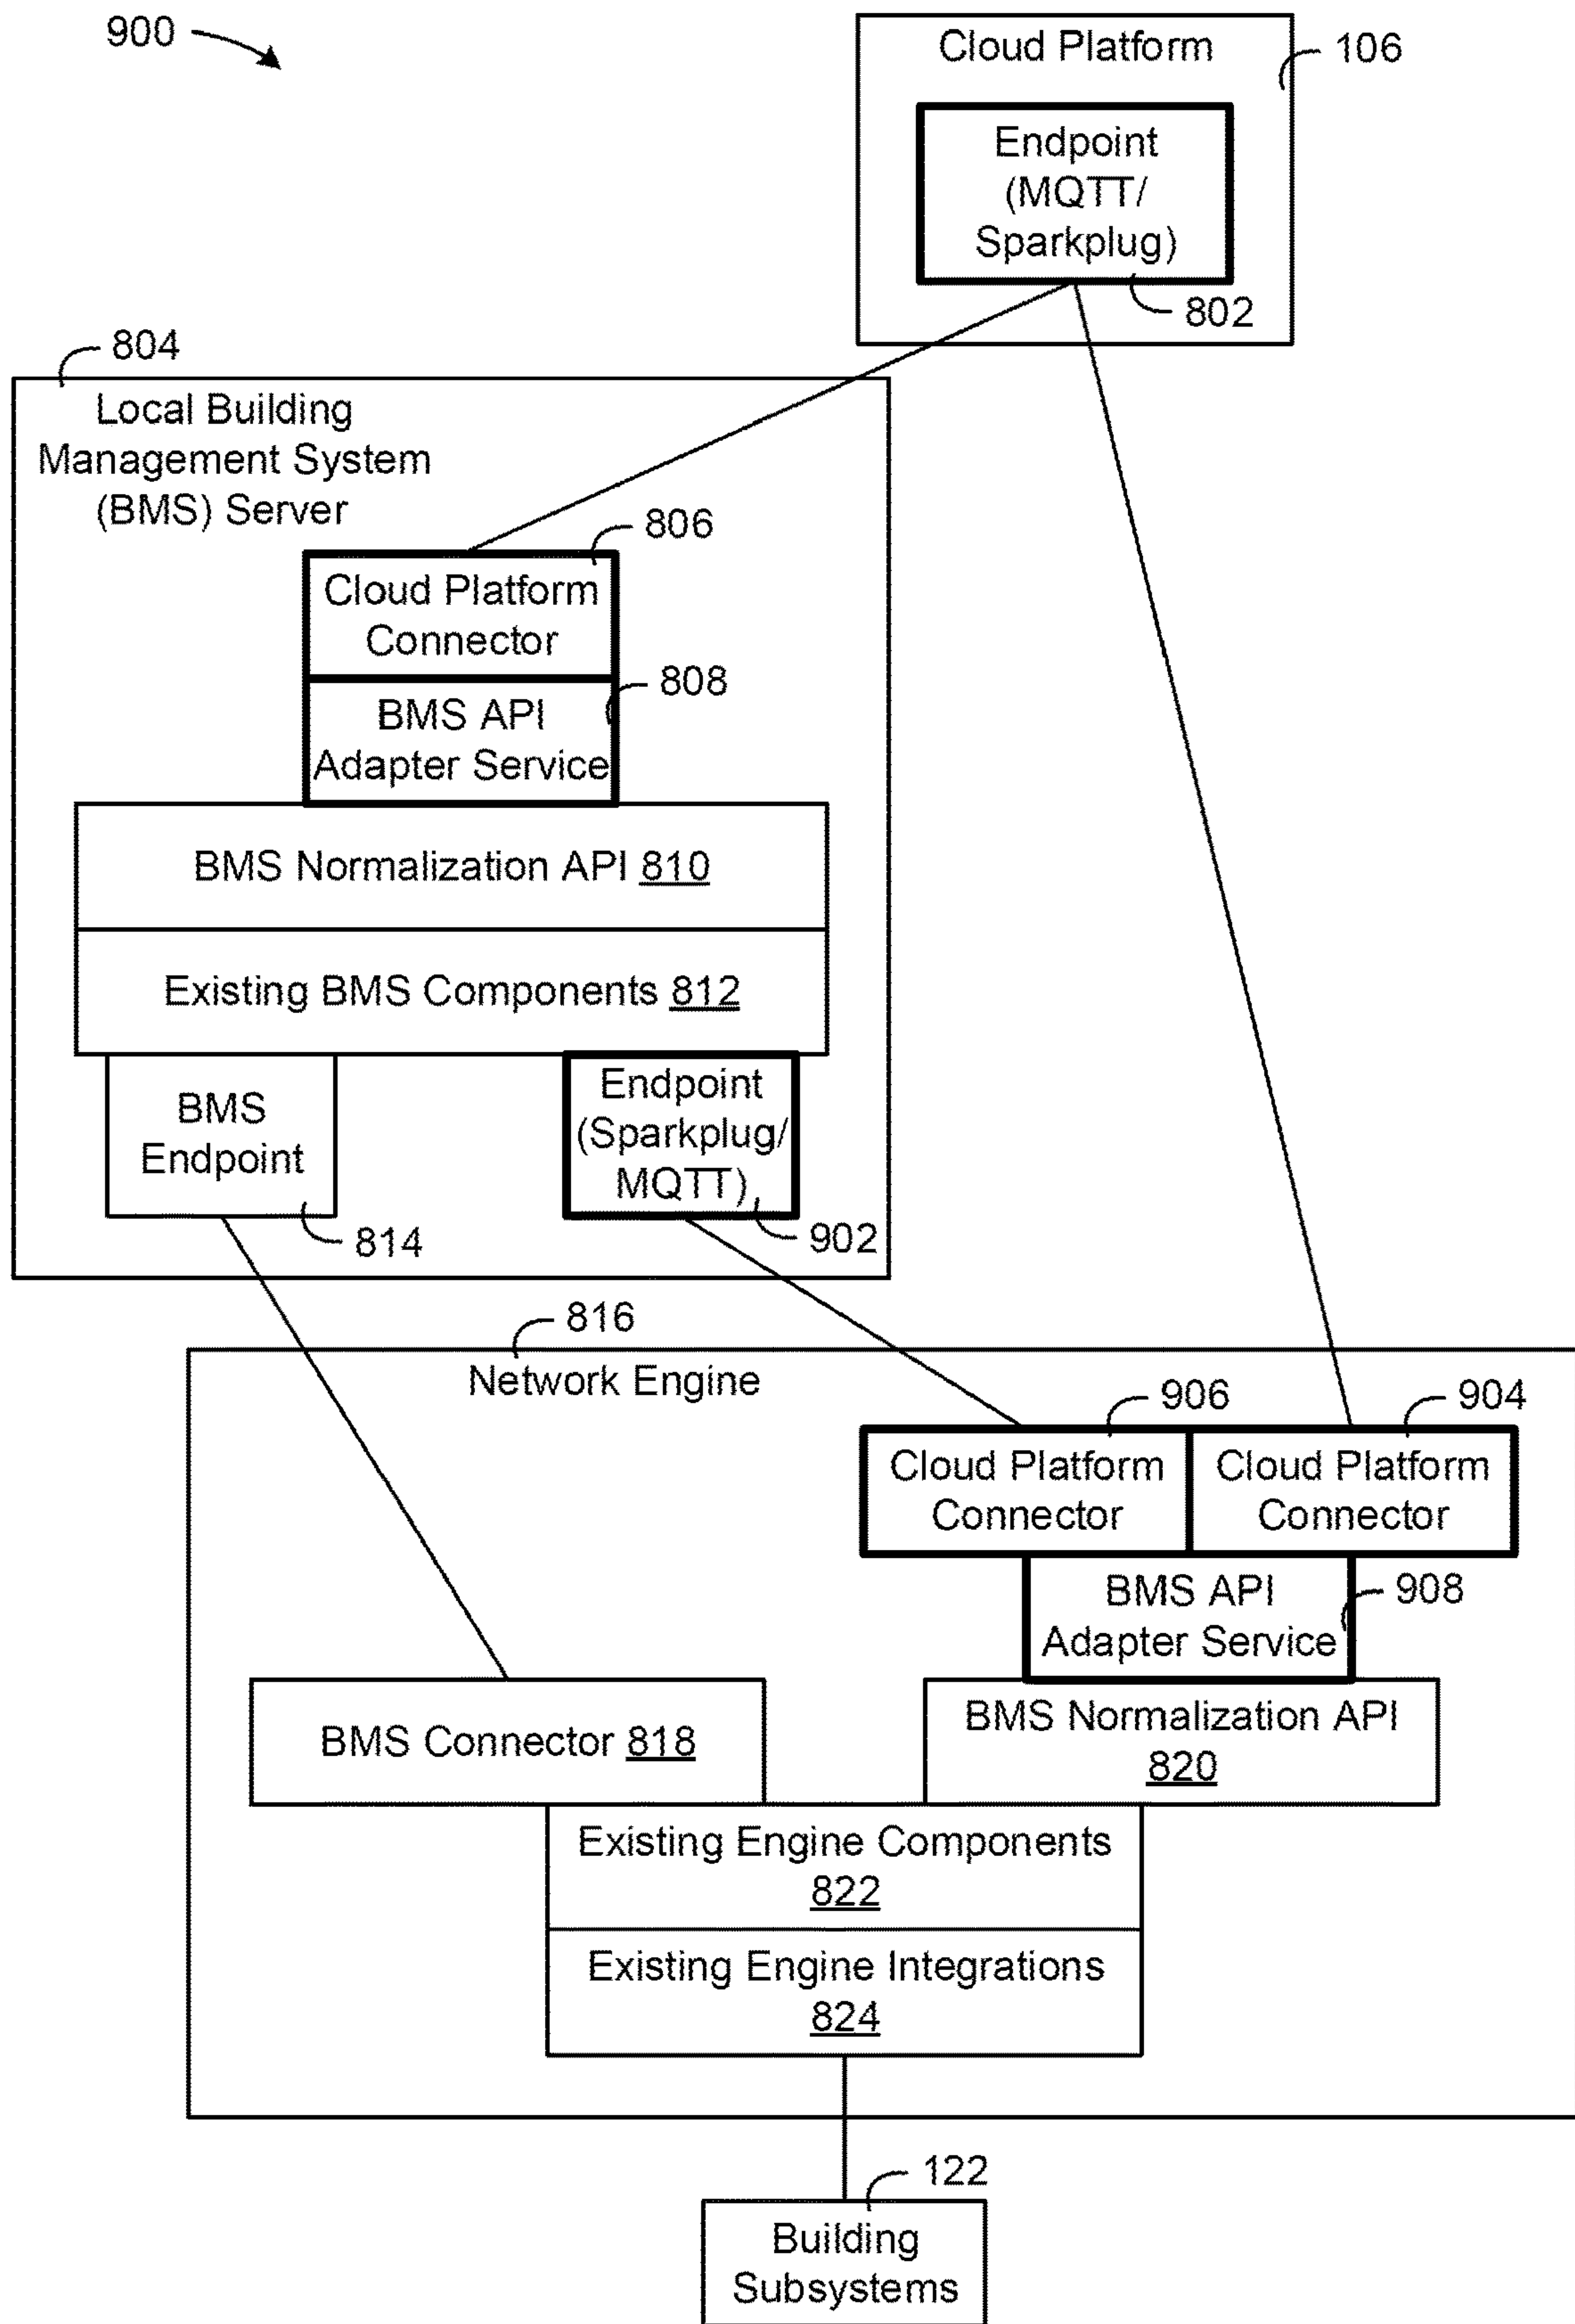 900
Cloud Platform
106
Endpoint
(MQTT/
Sparkplug)
802
804
Local Building
Management System
(BMS) Server
806
Cloud Platform
Connector
808
BMS API
Adapter Service
BMS Normalization API 810
Existing BMS Components 812
BMS
Endpoint
814
Endpoint
(Sparkplug/
MQTT)
902
816
Network Engine
906
904
Cloud Platform
Connector
Cloud Platform
Connector
BMS API
Adapter Service
908
BMS Connector 818
BMS Normalization API
820
Existing Engine Components
822
Existing Engine Integrations
824
122
Building
Subsystems